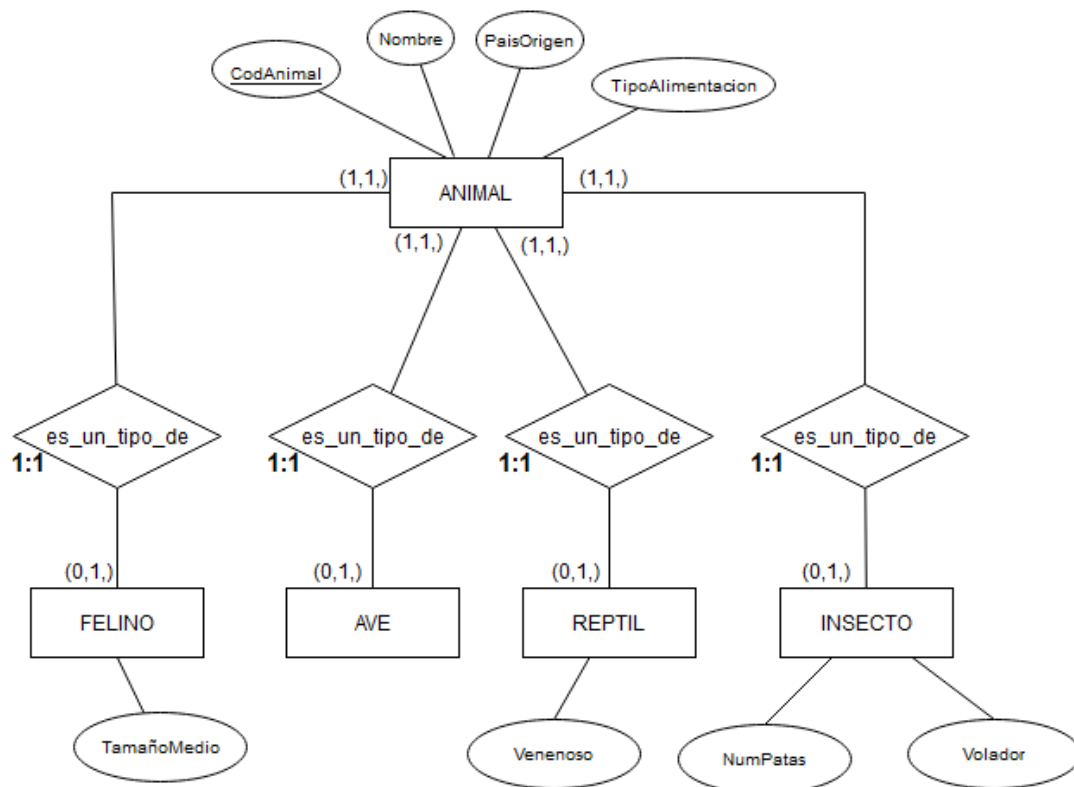 Nombre
PaisOrigen
CodAnimal
TipoAlimentacion
(1,1,)
ANIMAL
(1,1,)
(1,1,)
(1,1,)
es_un_tipo_de
es_un_tipo_de
es_un_tipo_de
es_un_tipo_de
1:1
1:1
1:1
1:1
(0,1,)
(0,1,)
(0,1,)
(0,1,)
FELINO
AVE
REPTIL
INSECTO
TamañoMedio
Venenoso
NumPatas
Volador